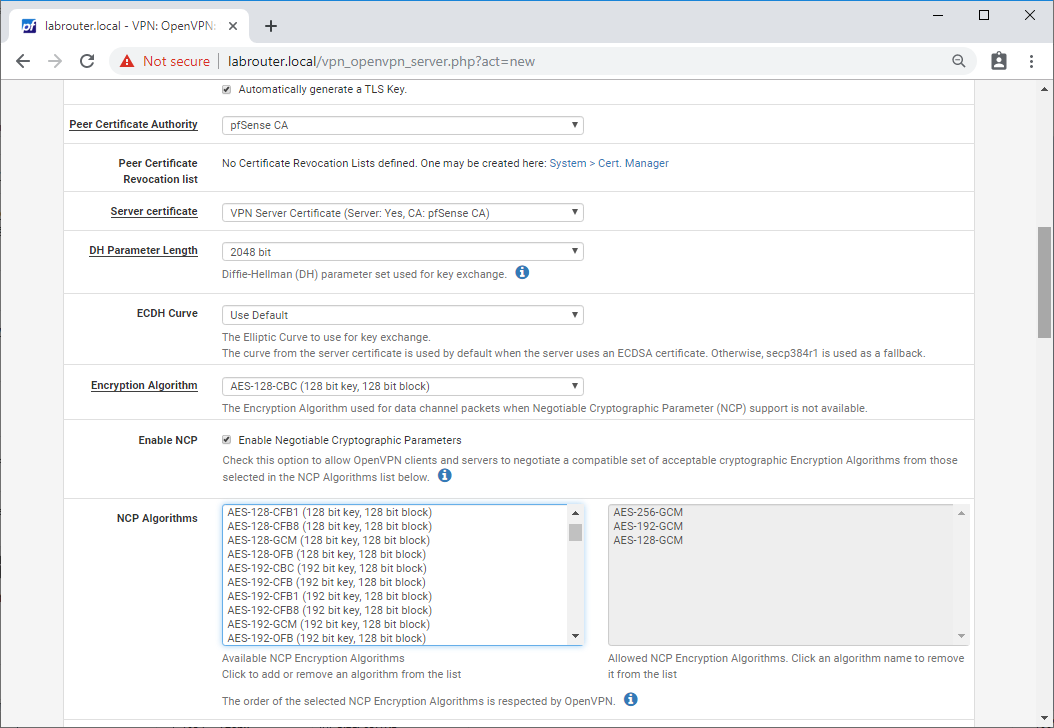 labrouter.local - VPN: OpenVPN:
Not secure
labrouter.local/vpn_openvpn_server.php?act=new
Automatically generate a TLS Key.
Peer Certificate Authority
pfSense CA
Peer Certificate
Revocation list
No Certificate Revocation Lists defined. One may be created here: System > Cert. Manager
Server certificate
VPN Server Certificate (Server: Yes, CA: pfSense CA)
DH Parameter Length
2048 bit
Diffie-Hellman (DH) parameter set used for key exchange.
ECDH Curve
Use Default
The Elliptic Curve to use for key exchange.
The curve from the server certificate is used by default when the server uses an ECDSA certificate. Otherwise, secp384r1 is used as a fallback.
Encryption Algorithm
AES-128-CBC (128 bit key, 128 bit block)
The Encryption Algorithm used for data channel packets when Negotiable Cryptographic Parameter (NCP) support is not available.
Enable NCP
Enable Negotiable Cryptographic Parameters
Check this option to allow OpenVPN clients and servers to negotiate a compatible set of acceptable cryptographic Encryption Algorithms from those
selected in the NCP Algorithms list below.
NCP Algorithms
AES-128-CFB1 (128 bit key, 128 bit block)
AES-128-CFB8 (128 bit key, 128 bit block)
AES-128-GCM (128 bit key, 128 bit block)
AES-128-OFB (128 bit key, 128 bit block)
AES-192-CBC (192 bit key, 128 bit block)
AES-192-CFB (192 bit key, 128 bit block)
AES-192-CFB1 (192 bit key, 128 bit block)
AES-192-CFB8 (192 bit key, 128 bit block)
AES-192-GCM (192 bit key, 128 bit block)
AES-192-OFB (192 bit key, 128 bit block)
Available NCP Encryption Algorithms
Click to add or remove an algorithm from the list
AES-256-GCM
AES-192-GCM
AES-128-GCM
Allowed NCP Encryption Algorithms. Click an algorithm name to remove
it from the list
The order of the selected NCP Encryption Algorithms is respected by OpenVPN.